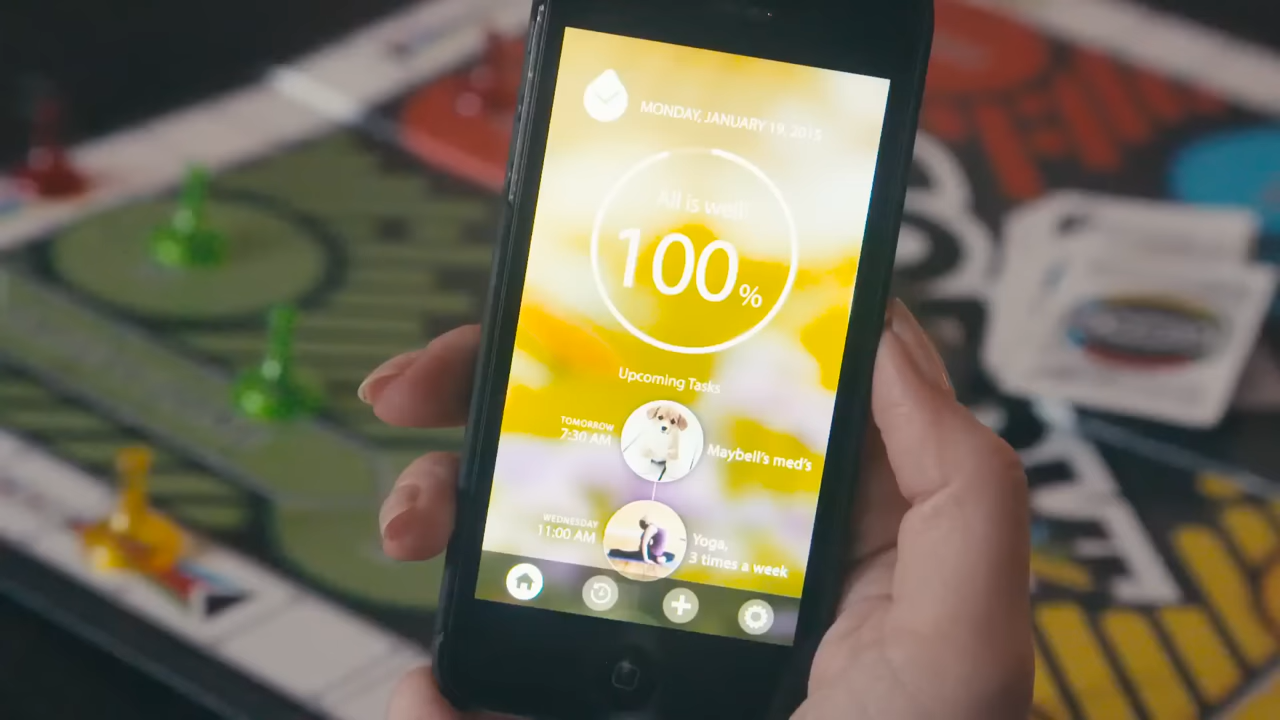 MONDAY, JANUARY 19, 2015
All is well
100%
Upcoming Tasks
TOMORROW
7:30 AM
Maybell's med's
WEDNESDAY
11:00 AM
Yoga,
3 times a week